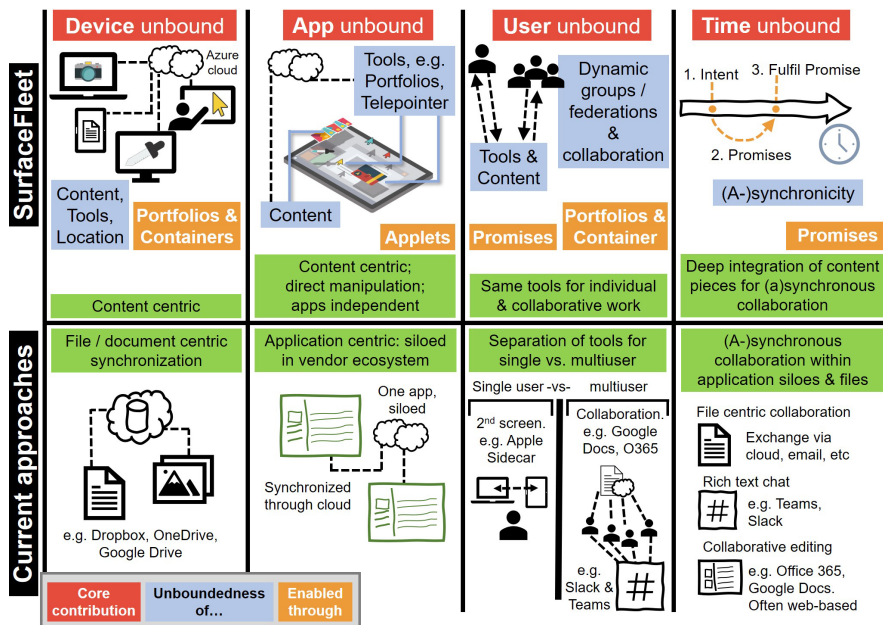 SurfaceFleet
Device unbound
Azure
cloud
Content,
Tools,
Location
Portfolios &
Containers
Content centric
App unbound
Tools, e.g.
Portfolios,
Telepointer
Content
Applets
Content centric;
direct manipulation;
apps independent
User unbound
Dynamic
groups /
federations
&
collaboration
Tools &
Content
Promises
Portfolios &
Container
Same tools for individual
& collaborative work
Time unbound
1. Intent
3. Fulfil Promise
2. Promises
(A-)synchronicity
Promises
Deep integration of content
pieces for (a)synchronous
collaboration
Current approaches
File / document centric
synchronization
e.g. Dropbox, OneDrive,
Google Drive
Application centric: siloed
in vendor ecosystem
One app,
siloed
Synchronized
through cloud
Separation of tools for
single vs. multiuser
Single user -vs- multiuser
2nd screen.
e.g. Apple
Sidecar
Collaboration.
e.g. Google
Docs, O365
e.g.
Slack &
Teams
#
(A-)synchronous
collaboration within
application siloes & files
File centric collaboration
Exchange via
cloud, email, etc
Rich text chat
#
e.g. Teams,
Slack
Collaborative editing
e.g. Office 365,
Google Docs.
Often web-based
Core
contribution
Unboundedness
of...
Enabled
through